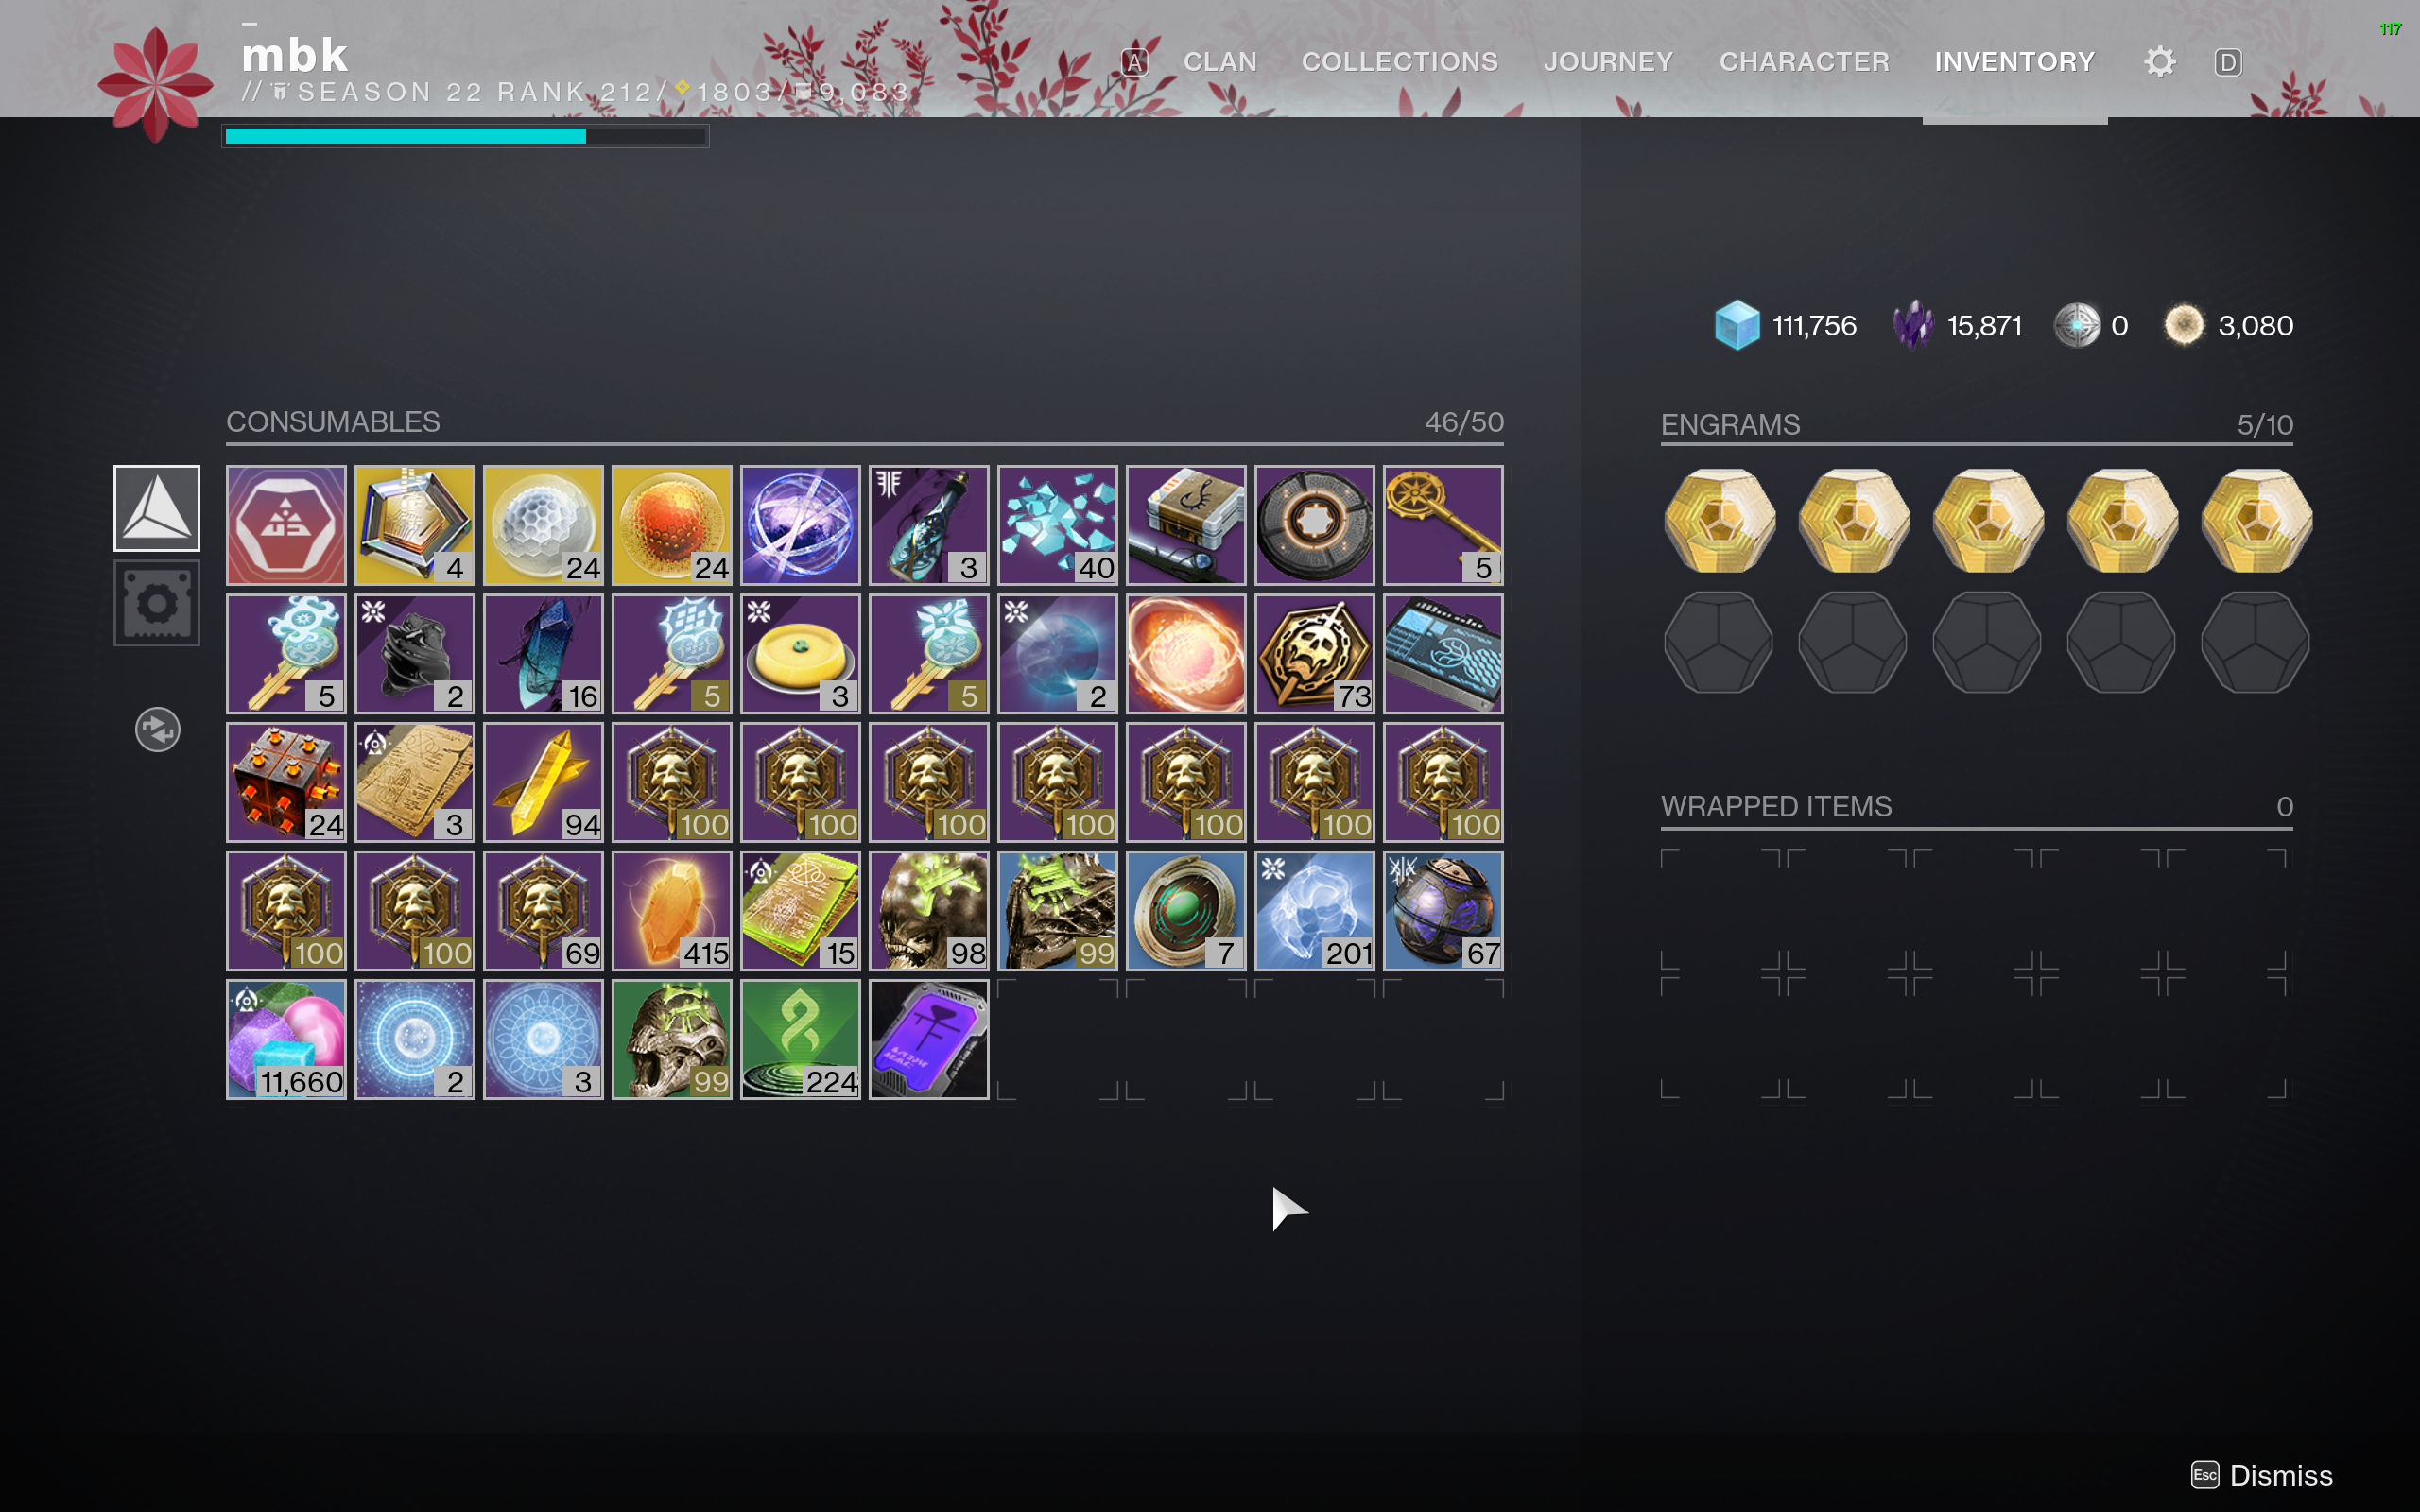 117
mbk
// SEASON 22 RANK 212/ 1803/ 9,083
A CLAN COLLECTIONS JOURNEY CHARACTER INVENTORY D
111,756 15,871 0 3,080
CONSUMABLES 46/50
ENGRAMS 5/10
4 24 24 3 40 5
5 2 16 5 3 5 2 73
24 3 94 100 100 100 100 100 100 100
WRAPPED ITEMS 0
100 100 69 415 15 98 99 7 201 67
11,660 2 3 99 224
Esc Dismiss